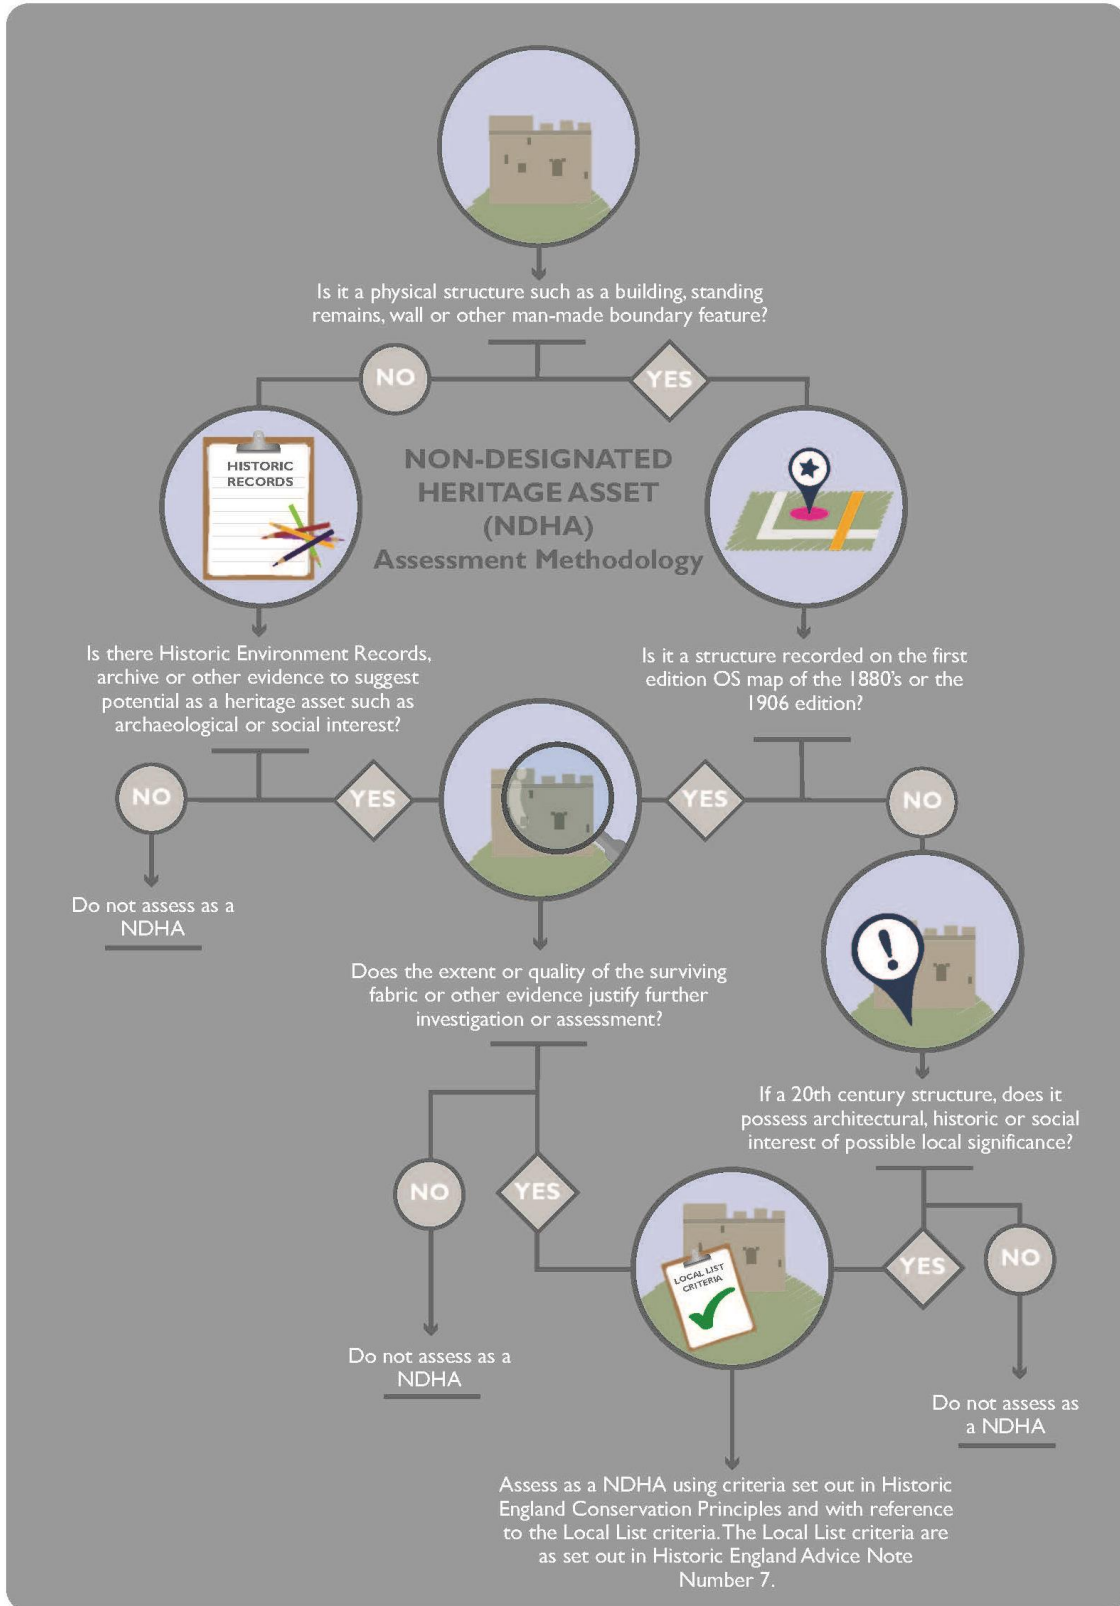 Is it a physical structure such as a building, standing
remains, wall or other man-made boundary feature?
NO
YES
HISTORIC
RECORDS
NON-DESIGNATED
HERITAGE ASSET
(NDHA)
Assessment Methodology
Is there Historic Environment Records,
archive or other evidence to suggest
potential as a heritage asset such as
archaeological or social interest?
Is it a structure recorded on the first
edition OS map of the 1880's or the
1906 edition?
NO
YES
YES
NO
Do not assess as a
NDHA
Does the extent or quality of the surviving
fabric or other evidence justify further
investigation or assessment?
If a 20th century structure, does it
possess architectural, historic or social
interest of possible local significance?
NO
YES
LOCAL LIST
CRITERIA
YES
NO
Do not assess as a
NDHA
Do not assess as
a NDHA
Assess as a NDHA using criteria set out in Historic
England Conservation Principles and with reference
to the Local List criteria. The Local List criteria are
as set out in Historic England Advice Note
Number 7.